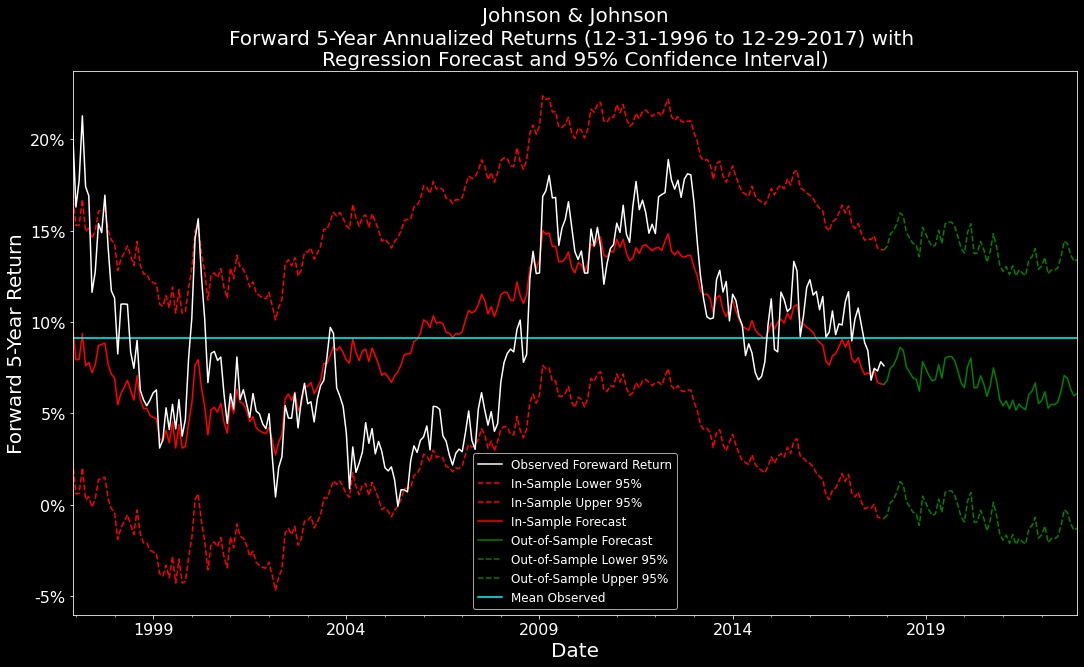 Johnson & Johnson
Forward 5-Year Annualized Returns (12-31-1996 to 12-29-2017) with
Regression Forecast and 95% Confidence Interval)
Forward 5-Year Return
20%
15%
10%
5%
0%
-5%
Observed Foreward Return
In-Sample Lower 95%
In-Sample Upper 95%
In-Sample Forecast
Out-of-Sample Forecast
Out-of-Sample Lower 95%
Out-of-Sample Upper 95%
Mean Observed
1999 2004 2009 2014 2019
Date